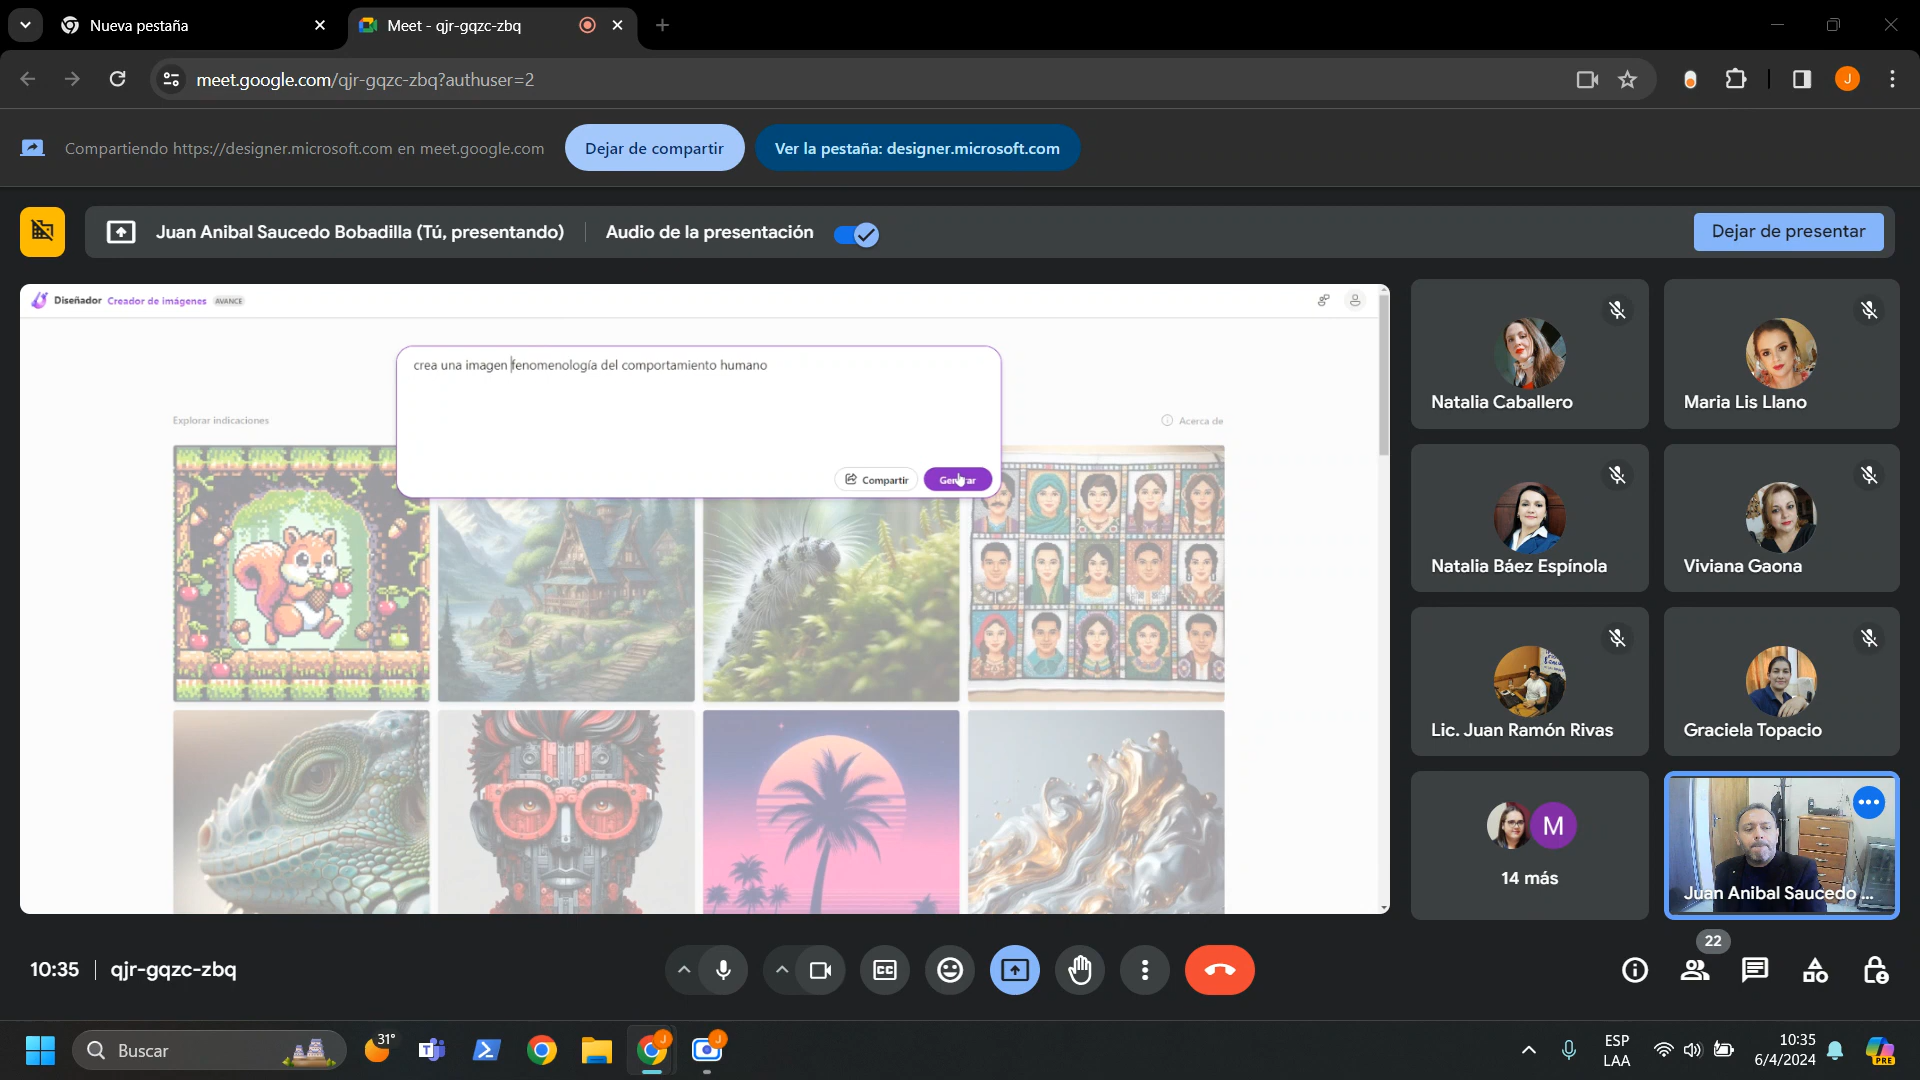 Nueva pestaña
Meet - qjr-gqzc-zbq
meet.google.com/qjr-gqzc-zbq?authuser=2
J
Compartiendo https://designer.microsoft.com en meet.google.com
Dejar de compartir
Ver la pestaña: designer.microsoft.com
Juan Anibal Saucedo Bobadilla (Tú, presentando)
Audio de la presentación
Dejar de presentar
Diseñador Creador de imágenes AVANCE
crea una imagen fenomenología del comportamiento humano
Explorar indicaciones
Acerca de
Compartir
Generar
Natalia Caballero
Maria Lis Llano
Natalia Báez Espínola
Viviana Gaona
Lic. Juan Ramón Rivas
Graciela Topacio
M
14 más
Juan Anibal Saucedo ...
22
10:35
qjr-gqzc-zbq
Buscar
31°
J
J
ESP
LAA
10:35
6/4/2024
PRE